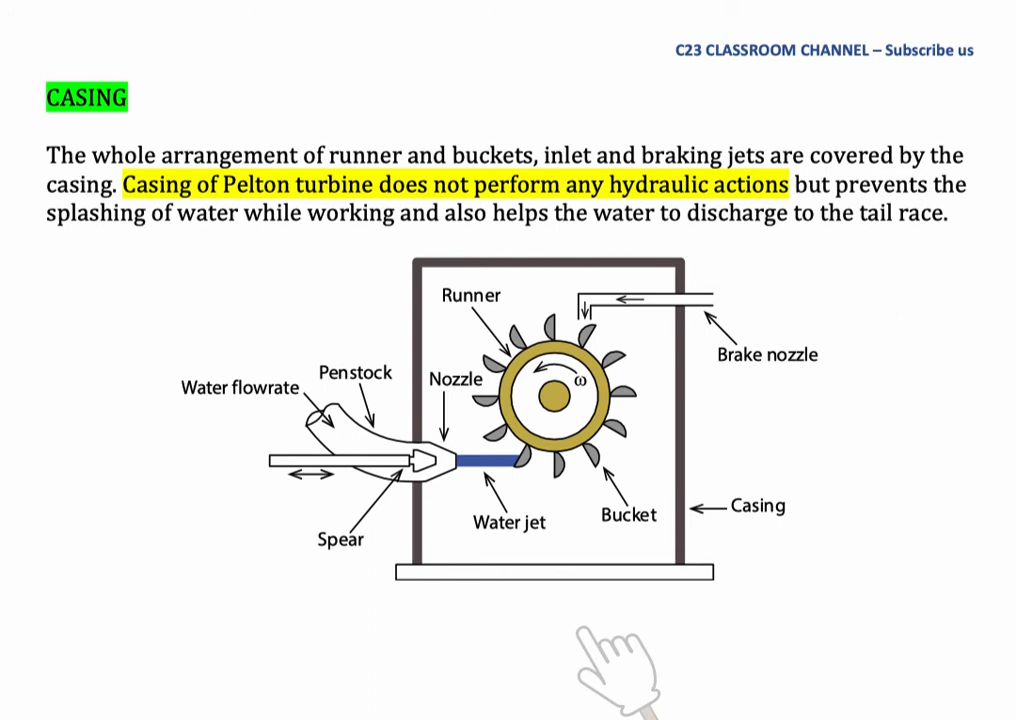 C23 CLASSROOM CHANNEL – Subscribe us
CASING
The whole arrangement of runner and buckets, inlet and braking jets are covered by the
casing. Casing of Pelton turbine does not perform any hydraulic actions but prevents the
splashing of water while working and also helps the water to discharge to the tail race.
Runner
Brake nozzle
Penstock
Nozzle
ω
Water flowrate
Casing
Bucket
Water jet
Spear